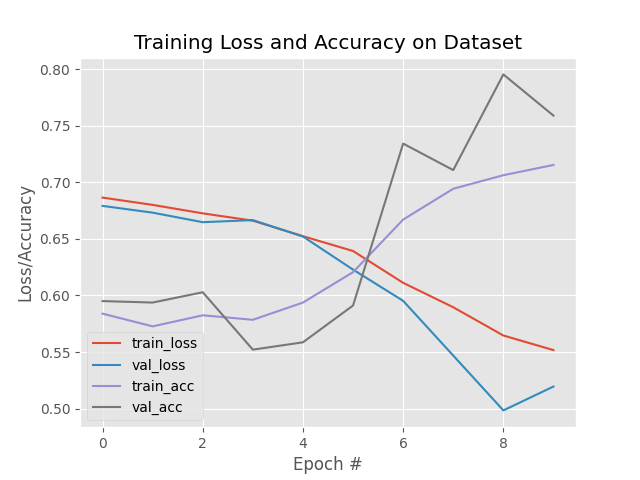 Training Loss and Accuracy on Dataset
0.80
0.75
0.70
0.65
0.60
0.55
0.50
Loss/Accuracy
train_loss
val_loss
train_acc
val_acc
0 2 4 6 8
Epoch #